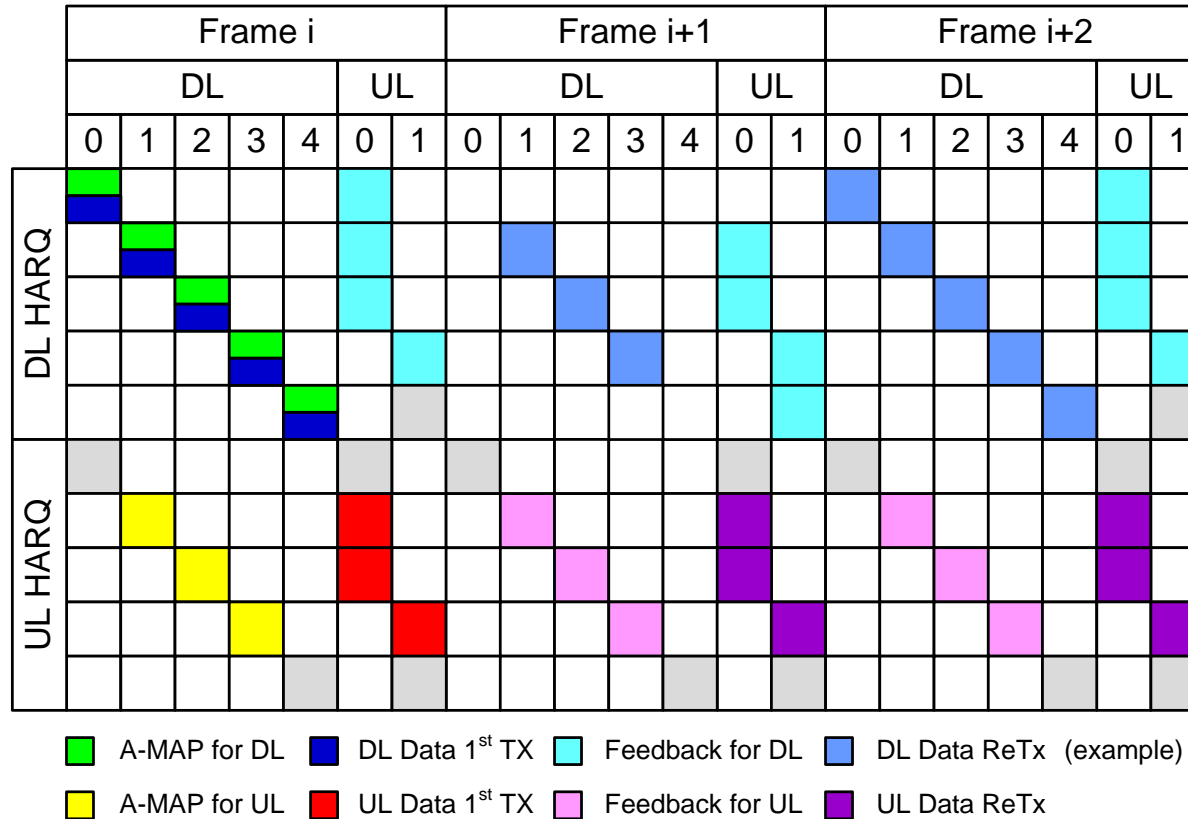 Frame i Frame i+1 Frame i+2
DL UL DL UL DL UL
0 1 2 3 4 0 1 0 1 2 3 4 0 1 0 1 2 3 4 0 1
DL HARQ
UL HARQ
A-MAP for DL DL Data 1st TX Feedback for DL DL Data ReTx (example)
A-MAP for UL UL Data 1st TX Feedback for UL UL Data ReTx